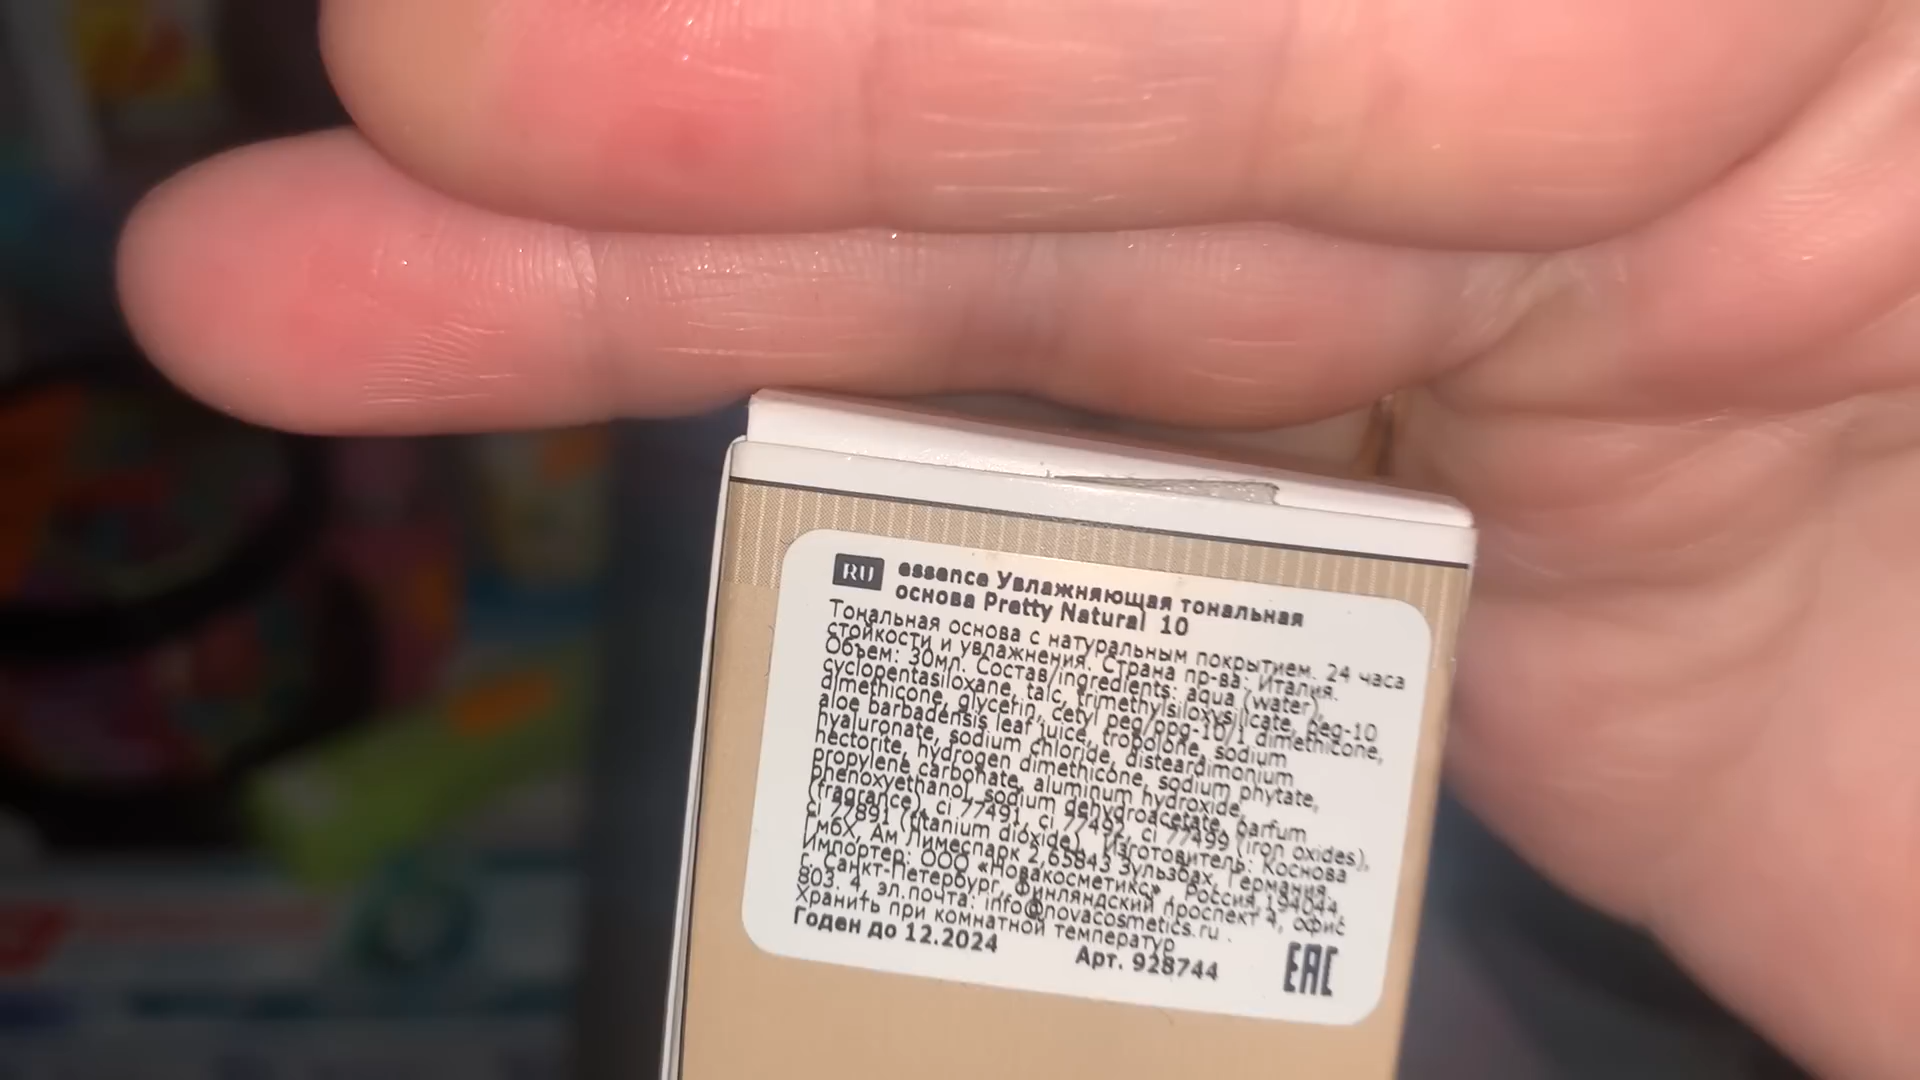 RU essence Увлажняющая тональная
основа Pretty Natural 10
Тональная основа с натуральным покрытием. 24 часа
стойкости и увлажнения. Страна пр-ва: Италия.
Объем: 30мл. Состав/ingredients: aqua (water),
cyclopentasiloxane, talc, trimethylsiloxysilicate, peg-10
dimethicone, glycerin, cetyl peg/ppg-10/1 dimethicone,
aloe barbadensis leaf juice, tropolone, sodium
hyaluronate, sodium chloride, disteardimonium
hectorite, hydrogen dimethicone, sodium phytate,
propylene carbonate, aluminum hydroxide,
phenoxyethanol, sodium dehydroacetate, parfum
(fragrance), ci 77491, ci 77492, ci 77499 (iron oxides),
ci 77891 (titanium dioxide). Изготовитель: Коснова
ГмбХ, Ам Лимеспарк 2,65843 Зульзбах, Германия.
Импортер: ООО «Новакосметикс», Россия,194044,
г. Санкт-Петербург, Финляндский проспект 4, офис
803. 4, эл.почта: info@novacosmetics.ru .
Хранить при комнатной температур
Годен до 12.2024 Арт. 928744 EAC